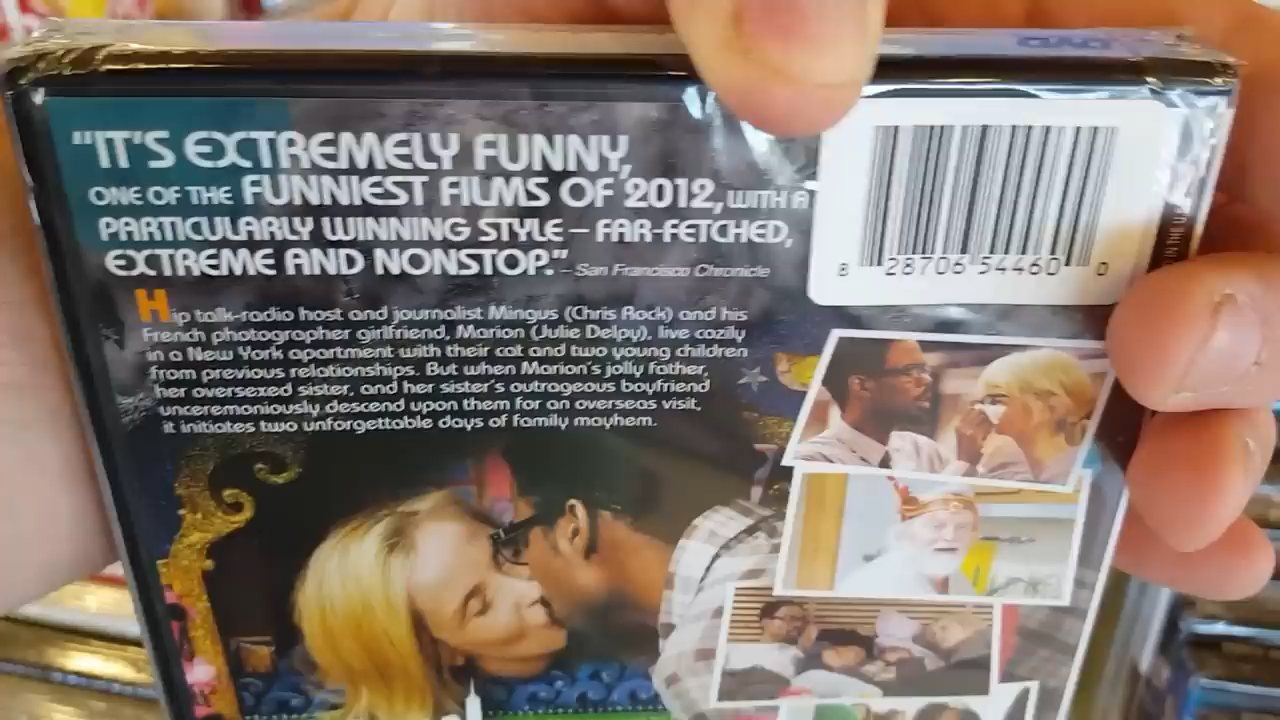 DVD
"IT'S EXTREMELY FUNNY,
ONE OF THE FUNNIEST FILMS OF 2012, WITH A
PARTICULARLY WINNING STYLE – FAR-FETCHED,
EXTREME AND NONSTOP." – San Francisco Chronicle
Hip talk-radio host and journalist Mingus (Chris Rock) and his
French photographer girlfriend, Marion (Julie Delpy), live cozily
in a New York apartment with their cat and two young children
from previous relationships. But when Marion's jolly father,
her oversexed sister, and her sister's outrageous boyfriend
unceremoniously descend upon them for an overseas visit,
it initiates two unforgettable days of family mayhem.
8 28706 54460 0
IN THE U